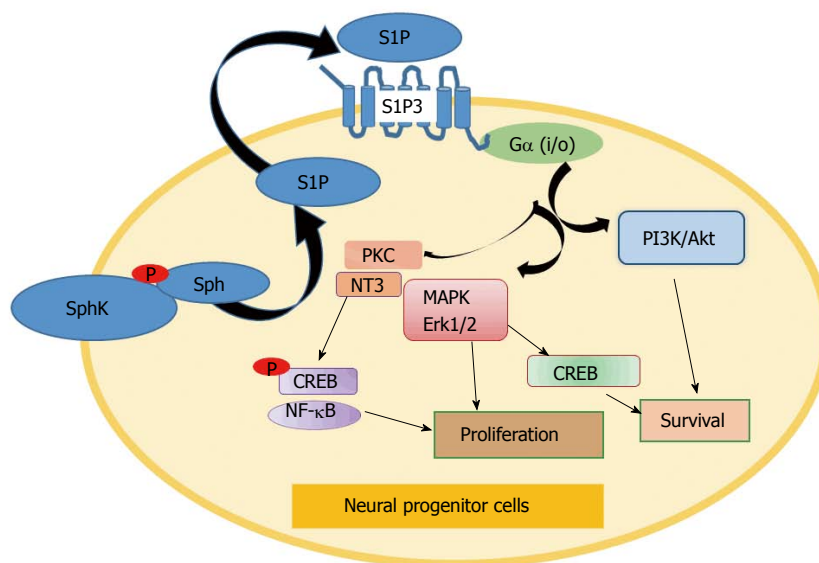 S1P
S1P3
Gα (i/o)
S1P
PI3K/Akt
PKC
P
Sph
SphK
NT3
MAPK
Erk1/2
P
CREB
CREB
NF-κB
Proliferation
Survival
Neural progenitor cells